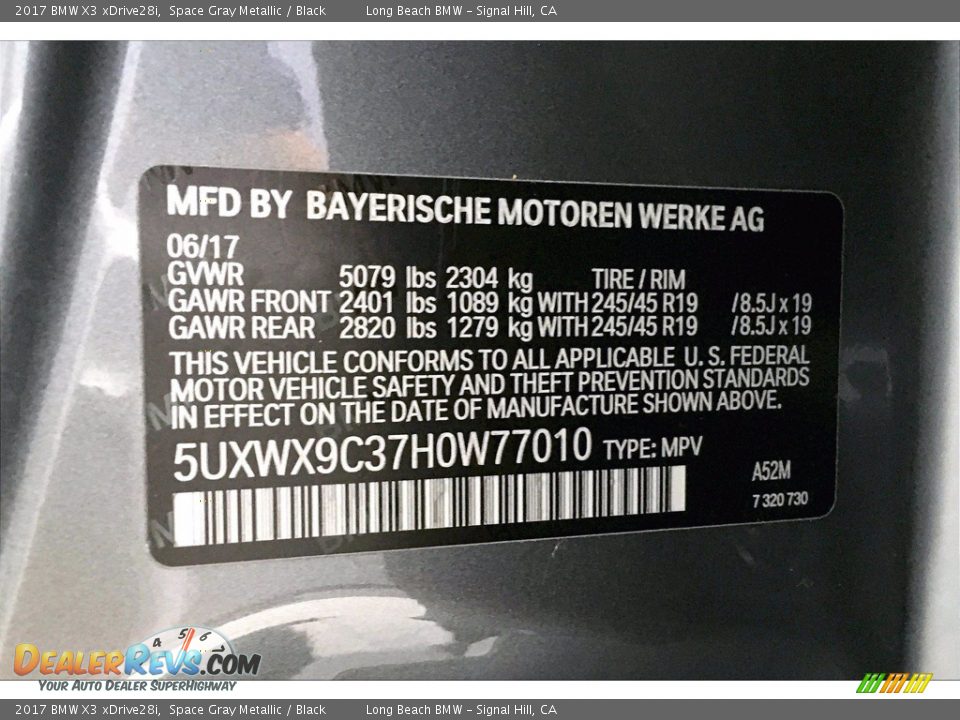 2017 BMW X3 xDrive28i, Space Gray Metallic / Black Long Beach BMW - Signal Hill, CA
MFD BY BAYERISCHE MOTOREN WERKE AG
06/17
GVWR 5079 lbs 2304 kg TIRE / RIM
GAWR FRONT 2401 lbs 1089 kg WITH 245/45 R19 /8.5J x 19
GAWR REAR 2820 lbs 1279 kg WITH 245/45 R19 /8.5J x 19
THIS VEHICLE CONFORMS TO ALL APPLICABLE U. S. FEDERAL
MOTOR VEHICLE SAFETY AND THEFT PREVENTION STANDARDS
IN EFFECT ON THE DATE OF MANUFACTURE SHOWN ABOVE.
5UXWX9C37H0W77010 TYPE: MPV
A52M
7 320 730
4 5 6 7
DEALERREVS.COM
YOUR AUTO DEALER SUPERHIGHWAY
2017 BMW X3 xDrive28i, Space Gray Metallic / Black Long Beach BMW - Signal Hill, CA